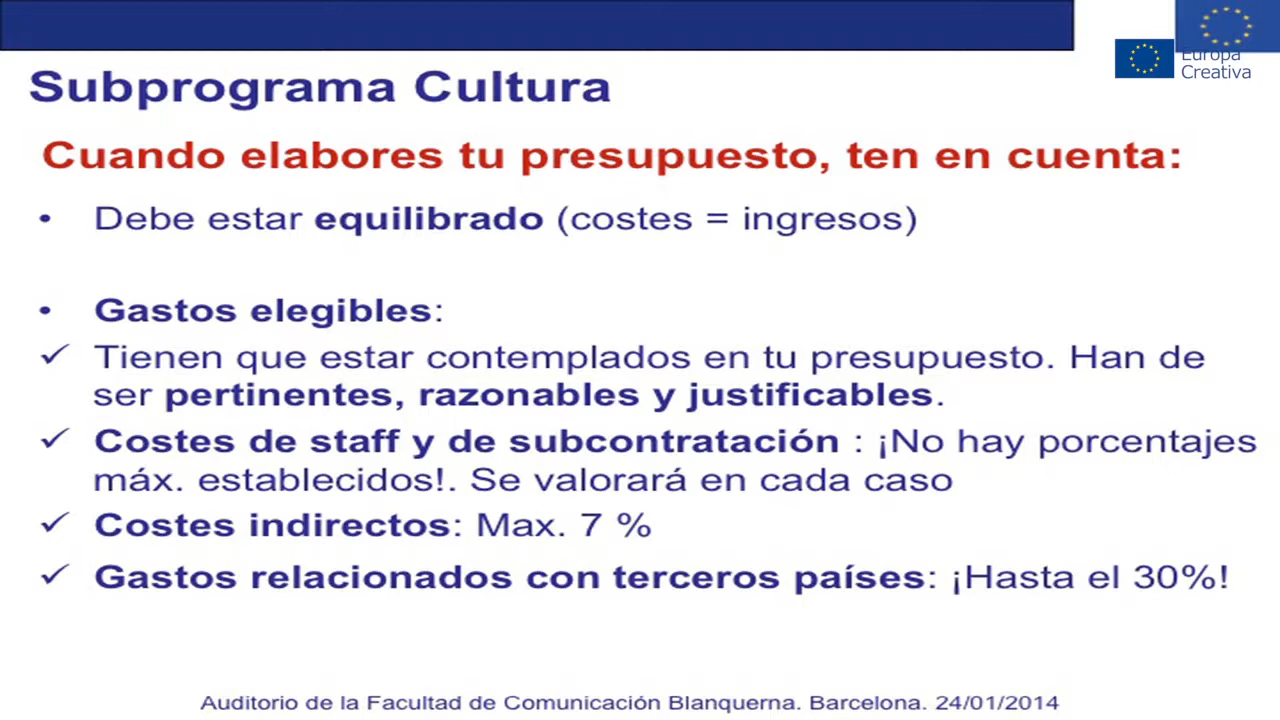 Europa
Creativa
Subprograma Cultura
Cuando elabores tu presupuesto, ten en cuenta:
• Debe estar equilibrado (costes = ingresos)
• Gastos elegibles:
✓ Tienen que estar contemplados en tu presupuesto. Han de
ser pertinentes, razonables y justificables.
✓ Costes de staff y de subcontratación : ¡No hay porcentajes
máx. establecidos!. Se valorará en cada caso
✓ Costes indirectos: Max. 7 %
✓ Gastos relacionados con terceros países: ¡Hasta el 30%!
Auditorio de la Facultad de Comunicación Blanquerna. Barcelona. 24/01/2014